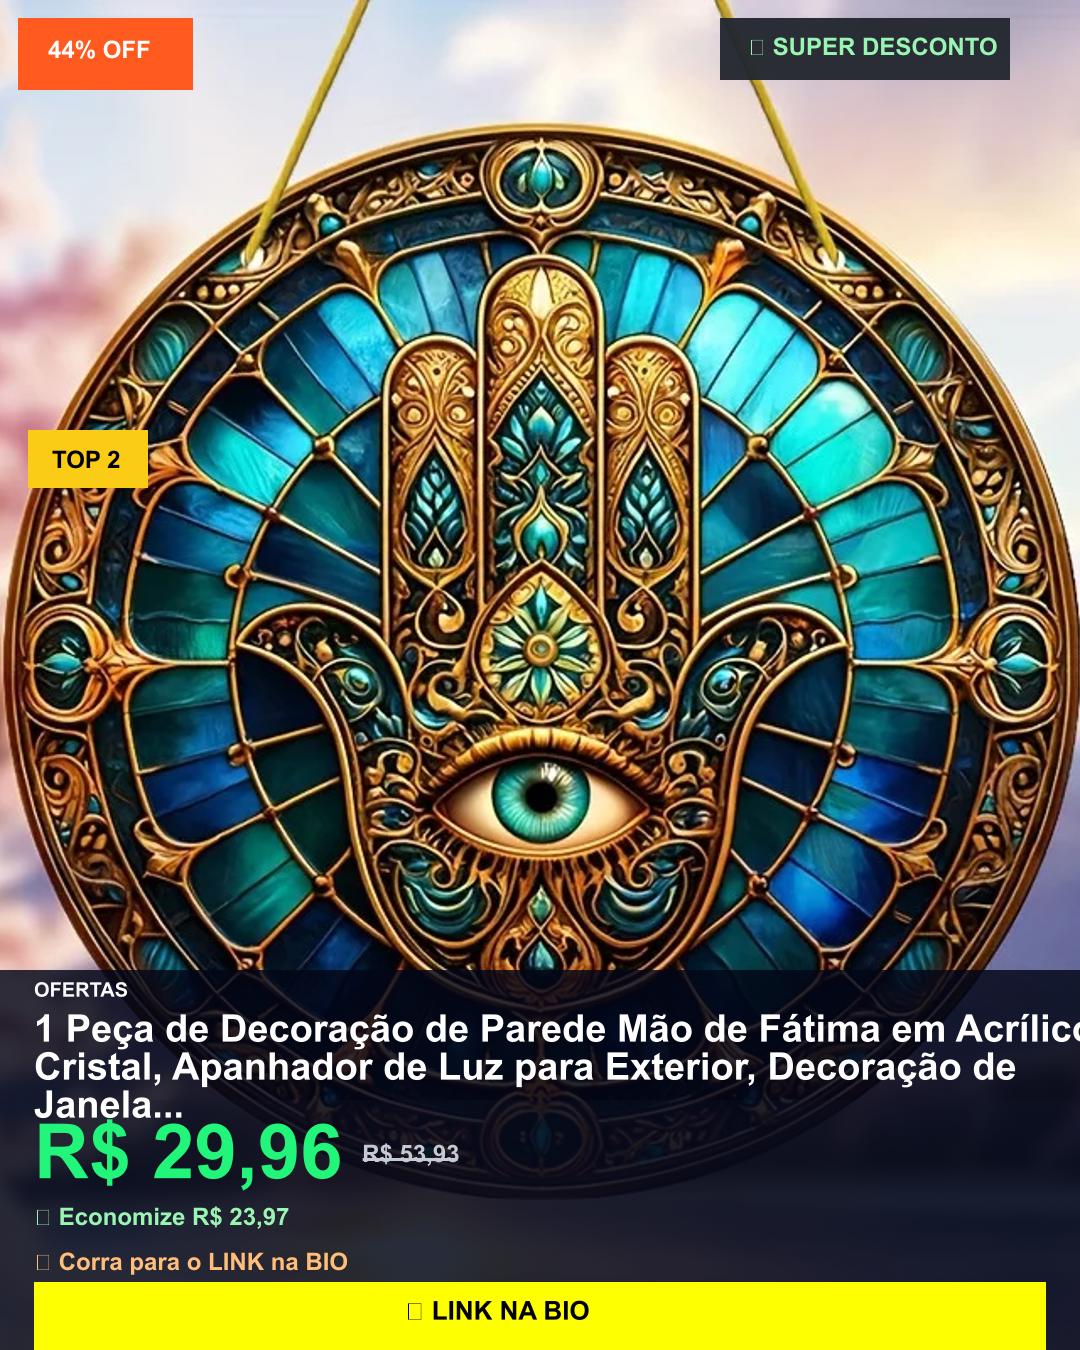 44% OFF
SUPER DESCONTO
TOP 2
OFERTAS
1 Peça de Decoração de Parede Mão de Fátima em Acrílico
Cristal, Apanhador de Luz para Exterior, Decoração de
Janela...
R$ 29,96 R$ 53,93
Economize R$ 23,97
Corra para o LINK na BIO
LINK NA BIO